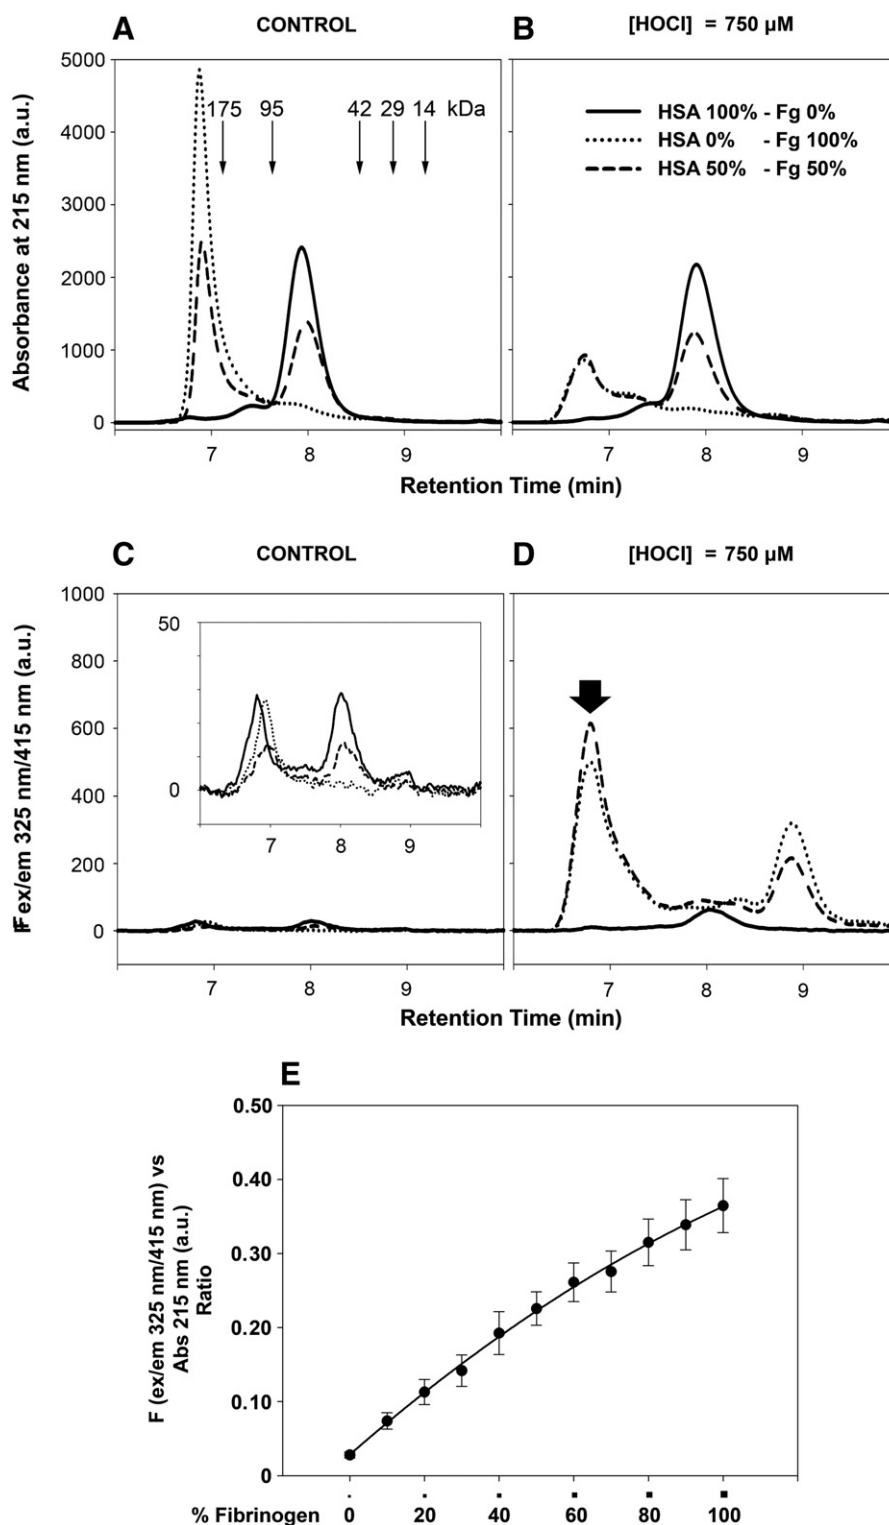 A
CONTROL
B
[HOCl] = 750 µM
5000
4000
3000
2000
1000
0
Absorbance at 215 nm (a.u.)
175 95 42 29 14 kDa
HSA 100% - Fg 0%
HSA 0% - Fg 100%
HSA 50% - Fg 50%
7 8 9
7 8 9
Retention Time (min)
C
CONTROL
D
[HOCl] = 750 µM
1000
800
600
400
200
0
F ex/em 325 nm/415 nm (a.u.)
50
0
7 8 9
7 8 9
7 8 9
Retention Time (min)
E
0.50
0.40
0.30
0.20
0.10
0
F (ex/em 325 nm/415 nm) vs
Abs 215 nm (a.u.)
Ratio
% Fibrinogen 0 20 40 60 80 100